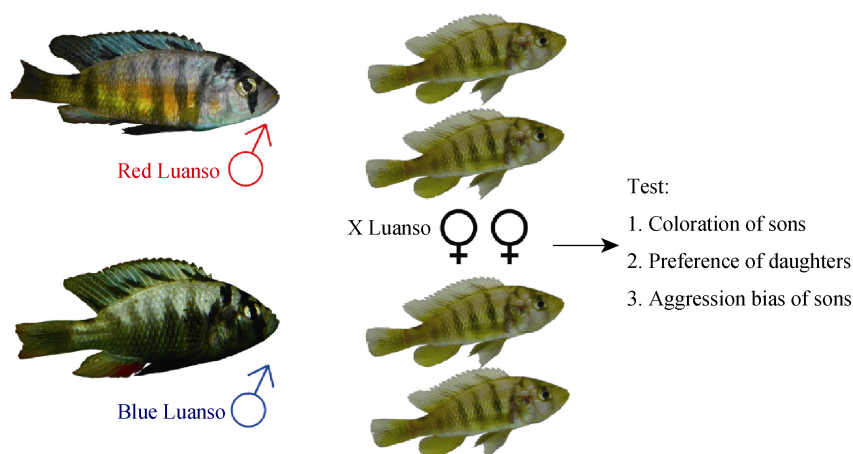 Red Luanso
Blue Luanso
X Luanso
Test:
1. Coloration of sons
2. Preference of daughters
3. Aggression bias of sons